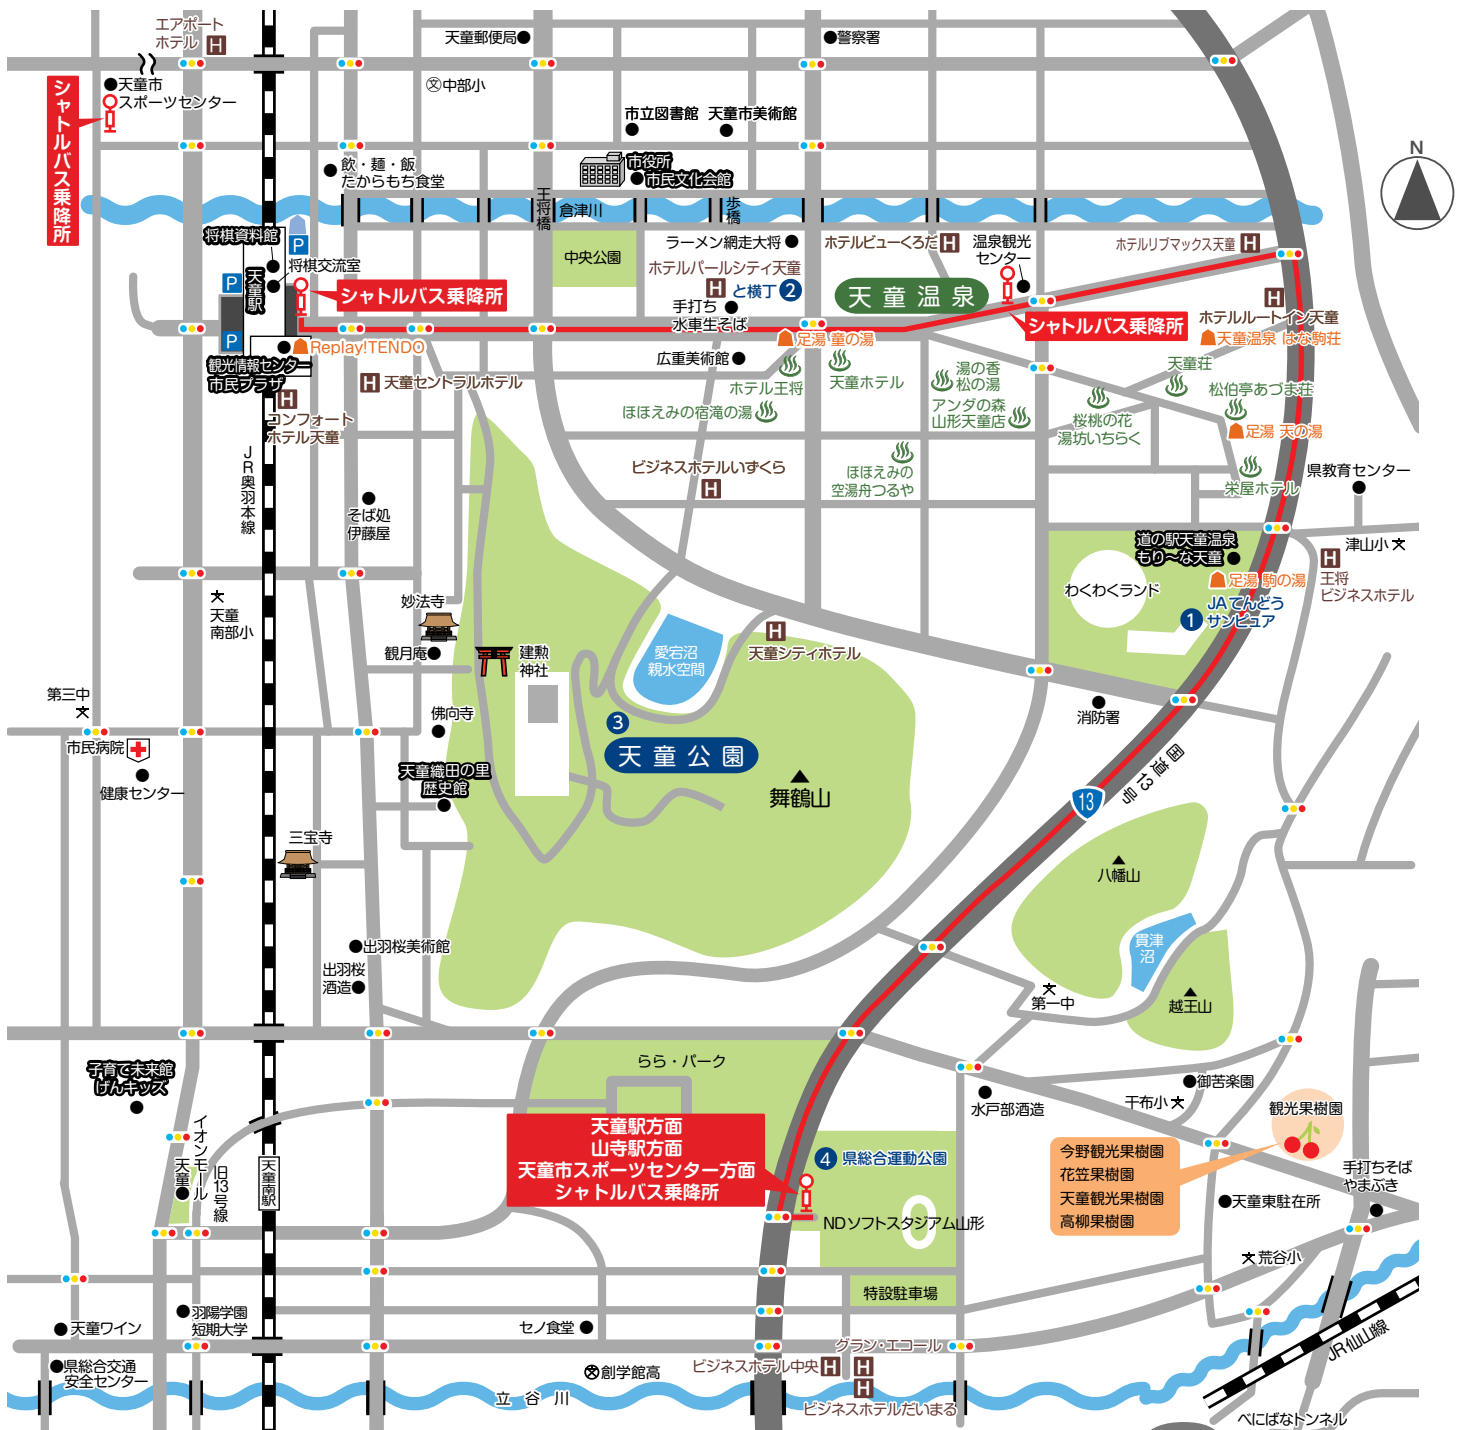 エアポート
ホテル
H
天童市
スポーツセンター
シャトルバス乗降所
天童郵便局
警察署
文中部小
市立図書館
天童市美術館
飲・麺・飯
たからもち食堂
市役所
市民文化会館
王将橋
倉津川
歩橋
N
将棋資料館
P
将棋交流室
P
天童駅
シャトルバス乗降所
P
観光情報センター
市民プラザ
Replay!TENDO
中央公園
ラーメン網走大将
ホテルパールシティ天童
H
と横丁
2
手打ち
水車生そば
ホテルビューくろだ
H
温泉観光
センター
天童温泉
シャトルバス乗降所
ホテルリブマックス天童
H
H
ホテルルートイン天童
天童温泉 はな駒荘
足湯 童の湯
広重美術館
ホテル王将
天童ホテル
ほほえみの宿滝の湯
湯の香
松の湯
アンダの森
山形天童店
天童荘
松伯亭あづま荘
桜桃の花
湯坊いちらく
足湯 天の湯
栄屋ホテル
県教育センター
H
天童セントラルホテル
H
コンフォート
ホテル天童
JR奥羽本線
ビジネスホテルいずくら
H
ほほえみの
空湯舟つるや
そば処
伊藤屋
道の駅天童温泉
もり〜な天童
津山小
わくわくランド
足湯 駒の湯
1
JAてんどう
サンピュア
H
王将
ビジネスホテル
天童
南部小
妙法寺
観月庵
建勲
神社
愛宕沼
親水空間
H
天童シティホテル
第三中
市民病院
健康センター
佛向寺
天童織田の里
歴史館
3
天童公園
舞鶴山
消防署
国道13号
13
三宝寺
八幡山
貫津
沼
越王山
第一中
出羽桜美術館
出羽桜
酒造
子育て未来館
げんキッズ
らら・パーク
御苦楽園
干布小
水戸部酒造
観光果樹園
今野観光果樹園
花笠果樹園
天童観光果樹園
高柳果樹園
手打ちそば
やまぶき
天童東駐在所
荒谷小
イオンモール
天童
旧13号線
天童南駅
天童駅方面
山寺駅方面
天童市スポーツセンター方面
シャトルバス乗降所
4
県総合運動公園
NDソフトスタジアム山形
特設駐車場
羽陽学園
短期大学
天童ワイン
県総合交通
安全センター
セノ食堂
創学館高
立谷川
グラン・エコール
H
ビジネスホテル中央
H
H
ビジネスホテルだいまる
JR仙山線
べにばなトンネル